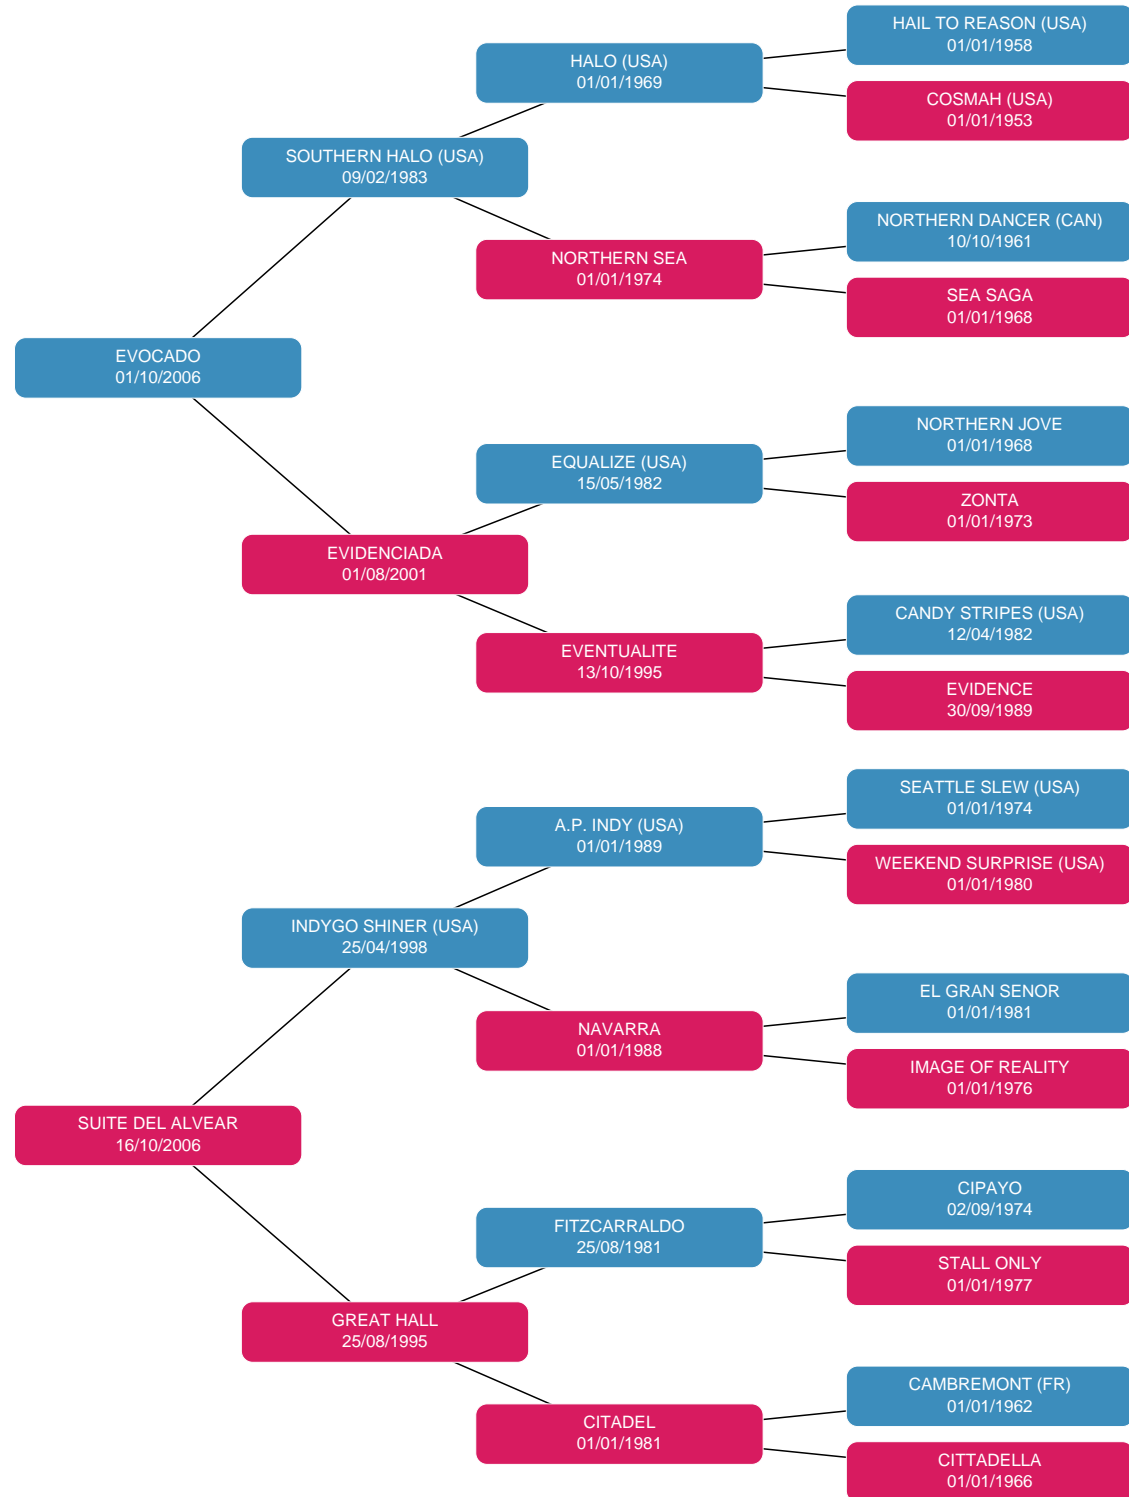 HAIL TO REASON (USA)
01/01/1958
HALO (USA)
01/01/1969
COSMAH (USA)
01/01/1953
SOUTHERN HALO (USA)
09/02/1983
NORTHERN DANCER (CAN)
10/10/1961
NORTHERN SEA
01/01/1974
SEA SAGA
01/01/1968
EVOCADO
01/10/2006
NORTHERN JOVE
01/01/1968
EQUALIZE (USA)
15/05/1982
ZONTA
01/01/1973
EVIDENCIADA
01/08/2001
CANDY STRIPES (USA)
12/04/1982
EVENTUALITE
13/10/1995
EVIDENCE
30/09/1989
SEATTLE SLEW (USA)
01/01/1974
A.P. INDY (USA)
01/01/1989
WEEKEND SURPRISE (USA)
01/01/1980
INDYGO SHINER (USA)
25/04/1998
EL GRAN SENOR
01/01/1981
NAVARRA
01/01/1988
IMAGE OF REALITY
01/01/1976
SUITE DEL ALVEAR
16/10/2006
CIPAYO
02/09/1974
FITZCARRALDO
25/08/1981
STALL ONLY
01/01/1977
GREAT HALL
25/08/1995
CAMBREMONT (FR)
01/01/1962
CITADEL
01/01/1981
CITTADELLA
01/01/1966